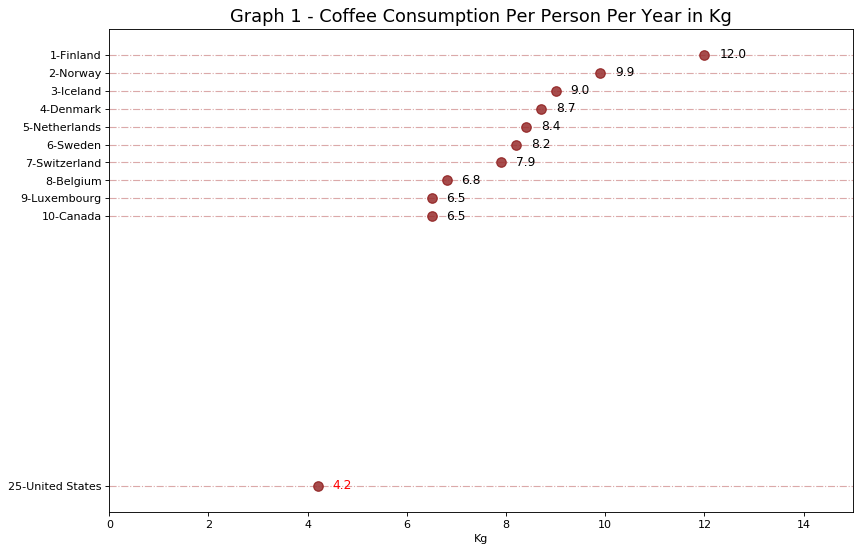 Graph 1 - Coffee Consumption Per Person Per Year in Kg
1-Finland 12.0
2-Norway 9.9
3-Iceland 9.0
4-Denmark 8.7
5-Netherlands 8.4
6-Sweden 8.2
7-Switzerland 7.9
8-Belgium 6.8
9-Luxembourg 6.5
10-Canada 6.5
25-United States 4.2
0 2 4 6 8 10 12 14
Kg